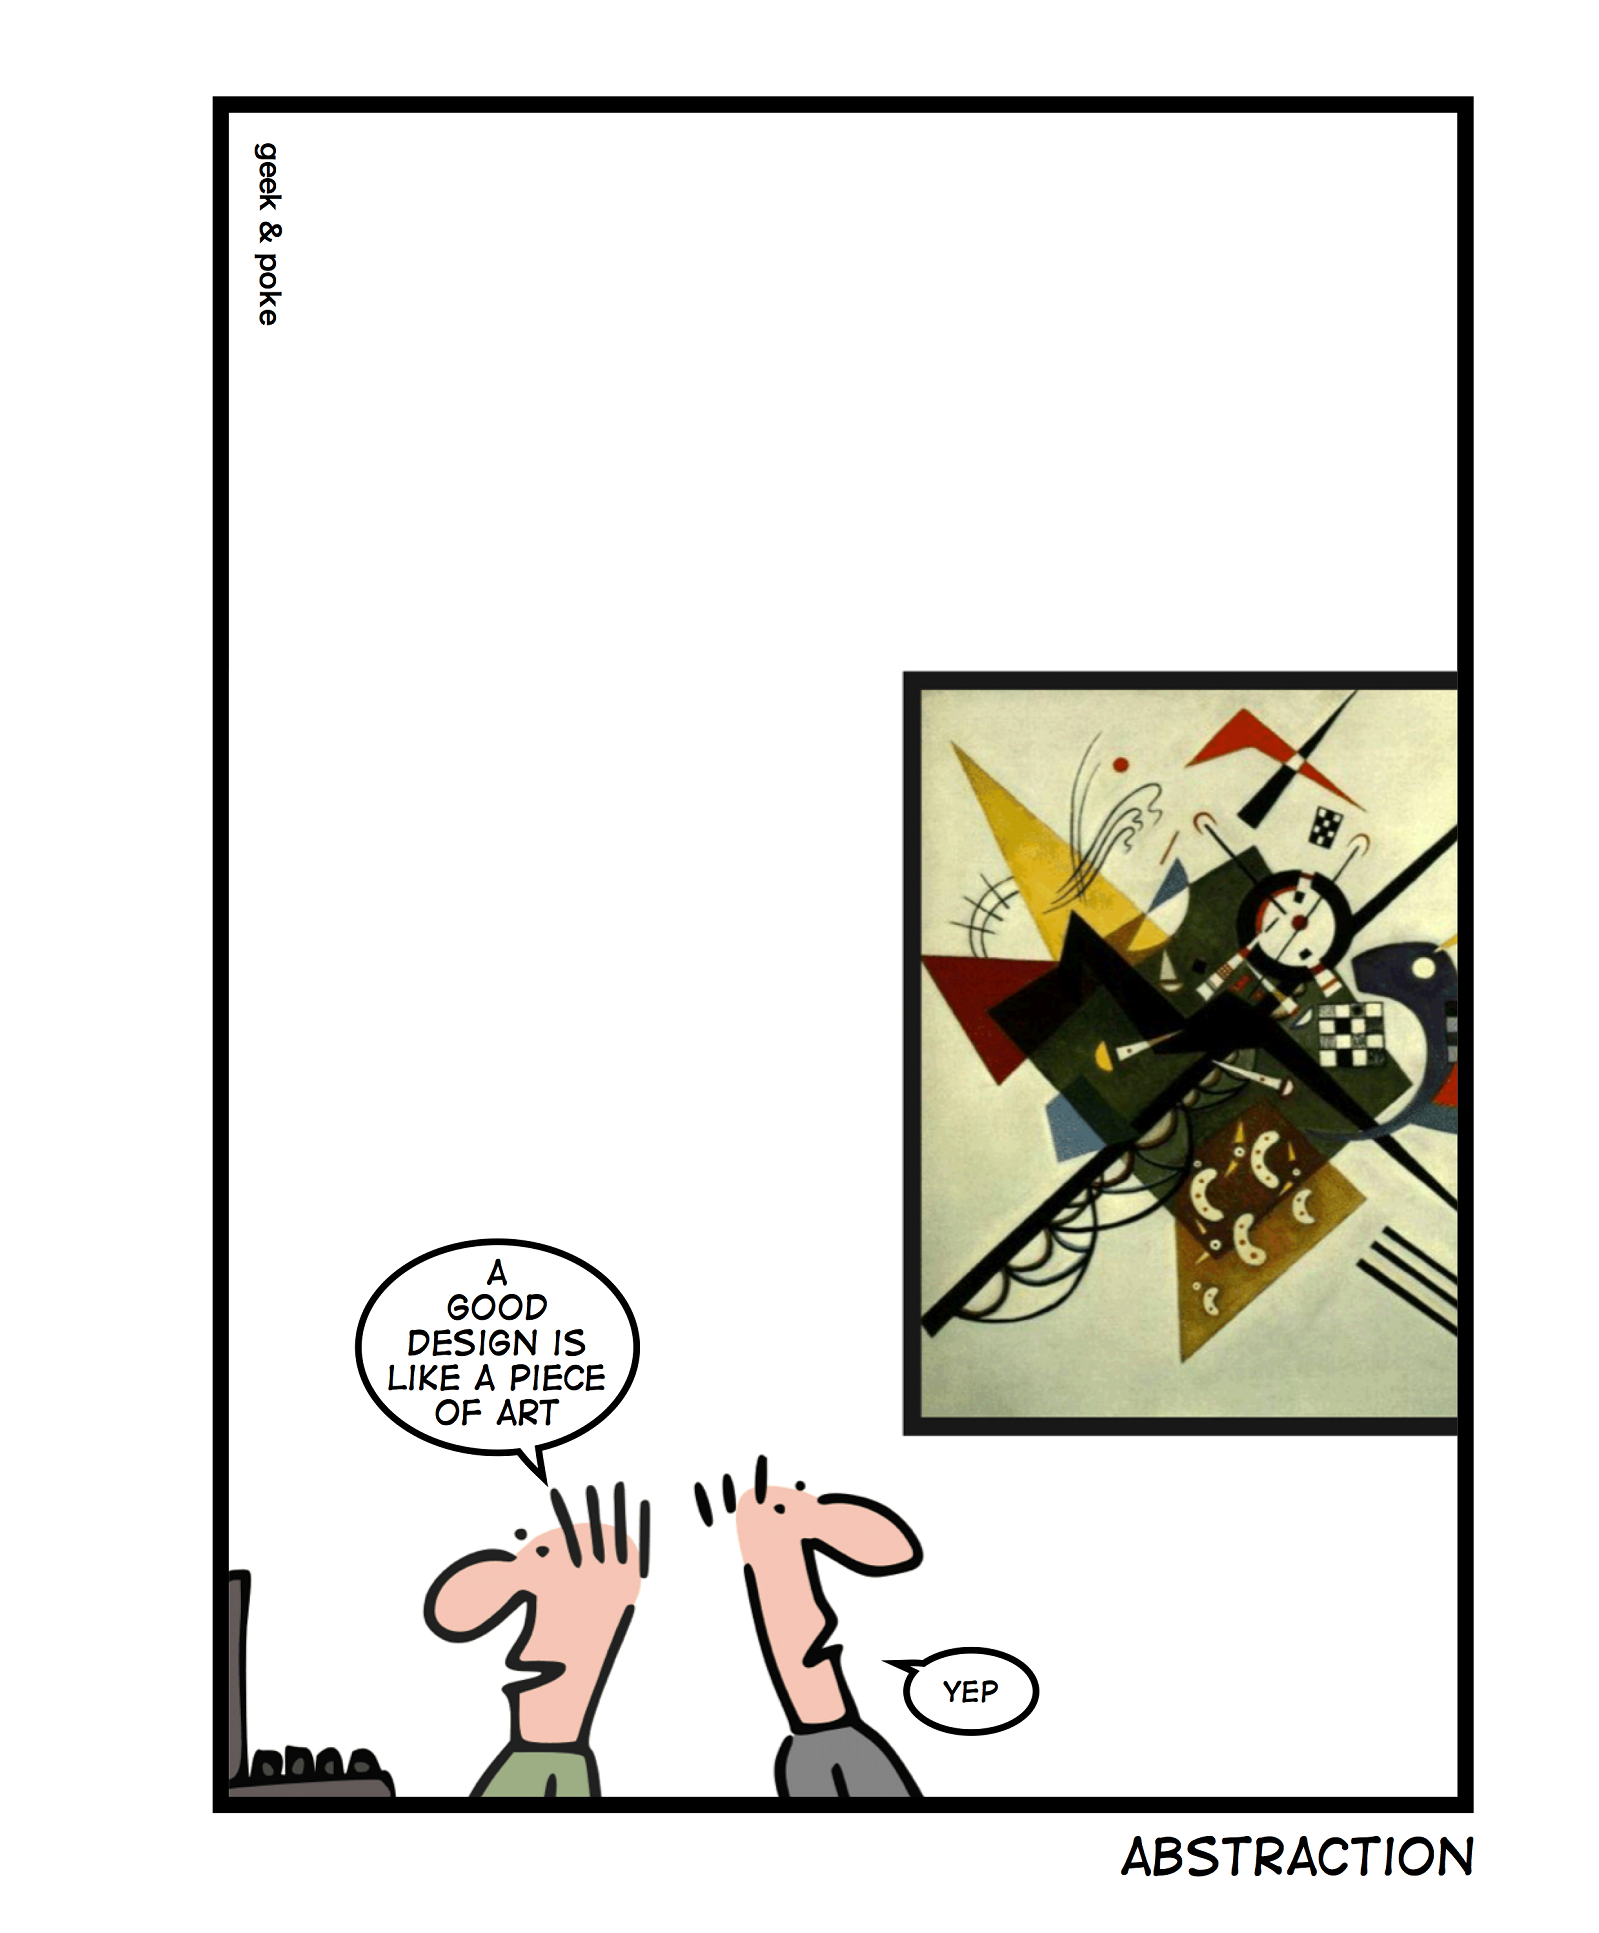 geek & poke
A
GOOD
DESIGN IS
LIKE A PIECE
OF ART
YEP
ABSTRACTION